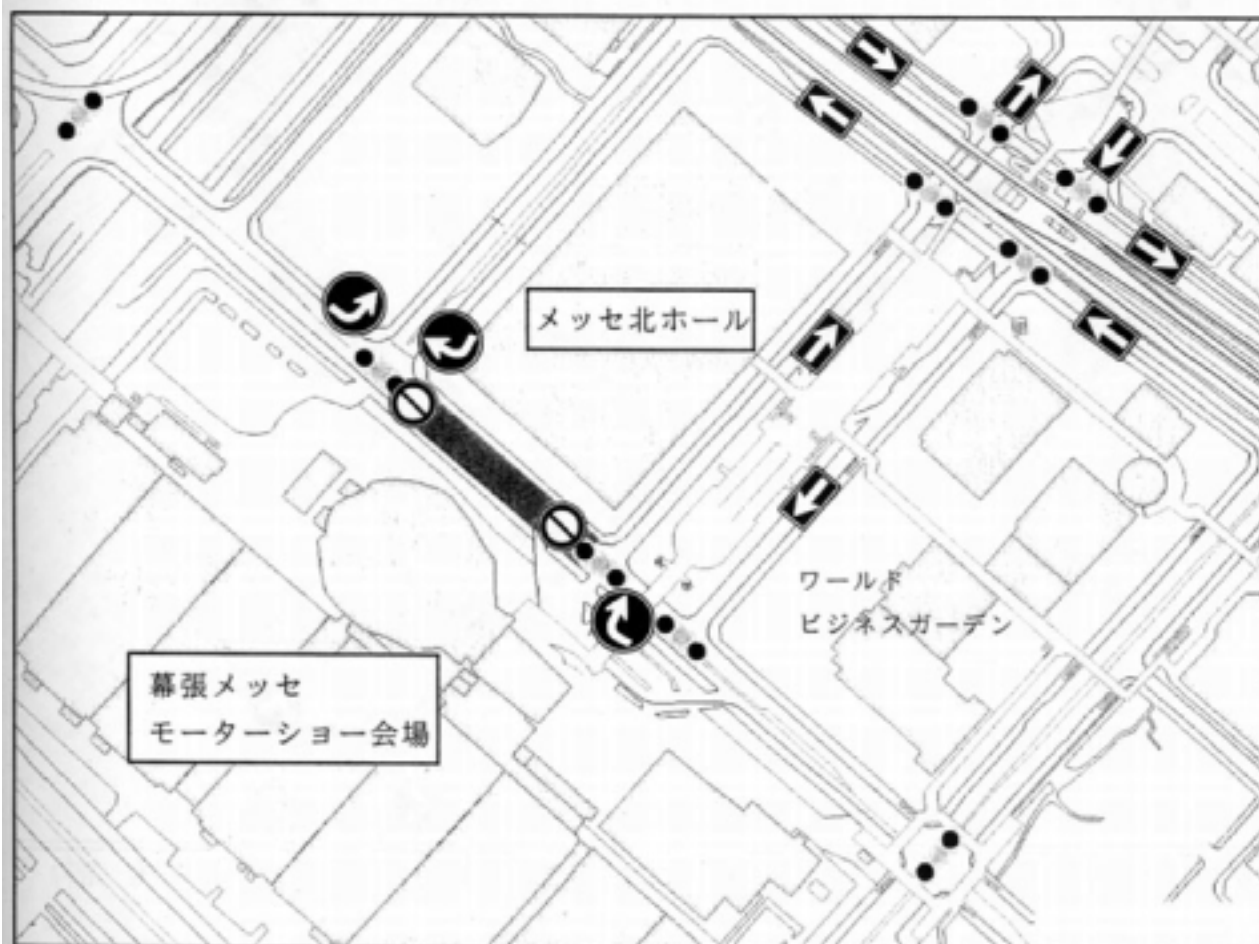 メッセ北ホール
ワールド
ビジネスガーデン
幕張メッセ
モーターショー会場